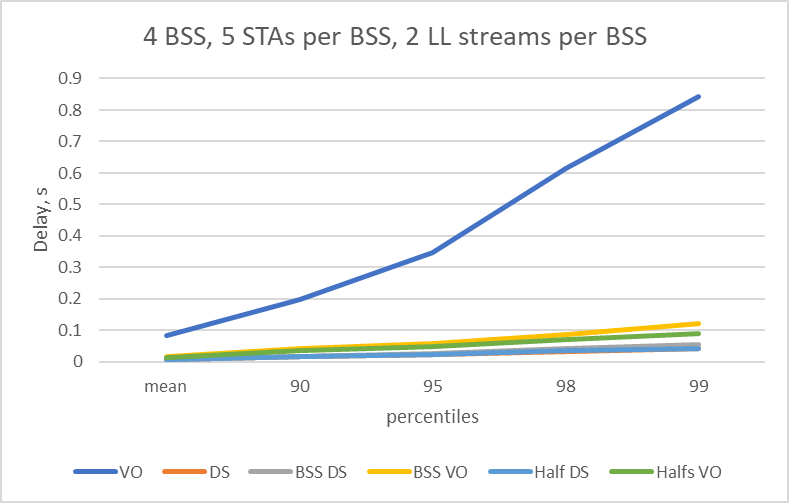 4 BSS, 5 STAs per BSS, 2 LL streams per BSS
0.9
0.8
0.7
0.6
0.5
0.4
0.3
0.2
0.1
0
Delay, s
mean 90 95 98 99
percentiles
VO DS BSS DS BSS VO Half DS Halfs VO